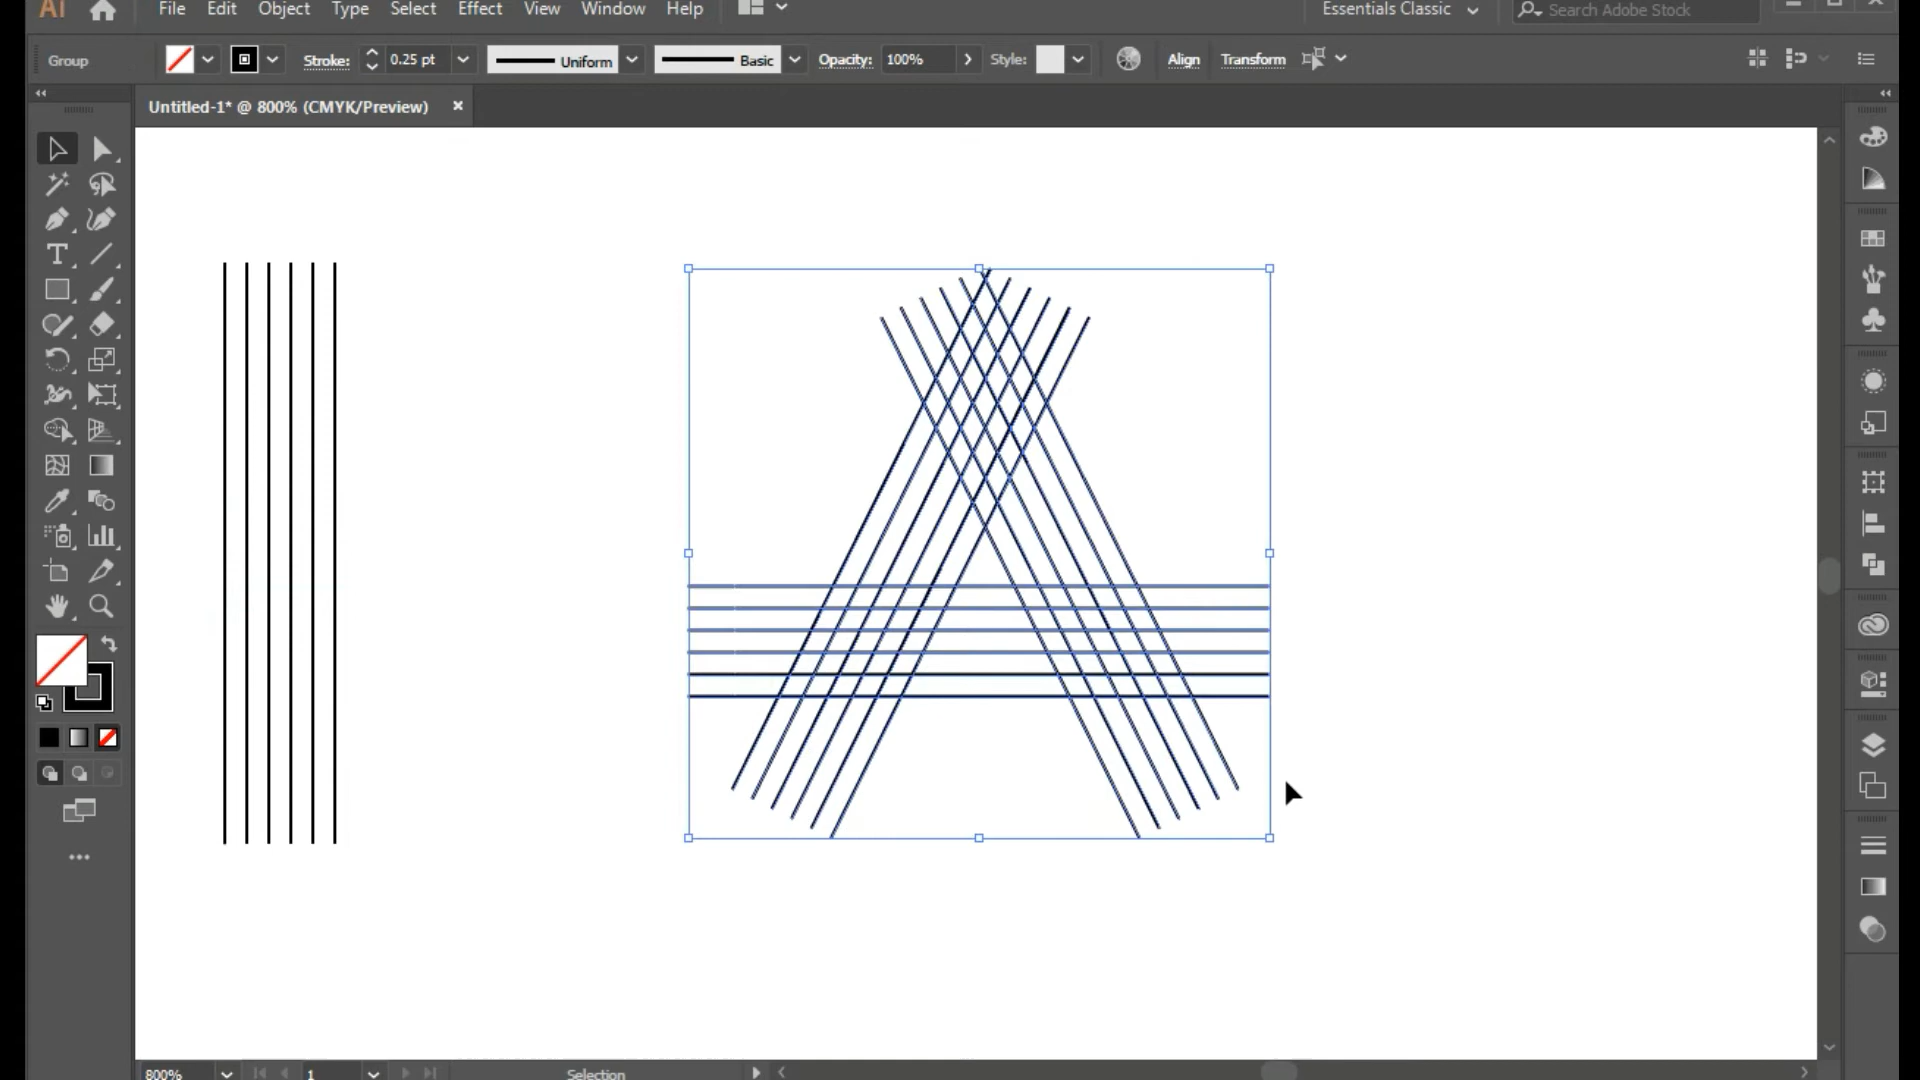 Ai File Edit Object Type Select Effect View Window Help Essentials Classic Search Adobe Stock
Group Stroke: 0.25 pt Uniform Basic Opacity: 100% Style: Align Transform
Untitled-1* @ 800% (CMYK/Preview) ×
800% 1 Selection